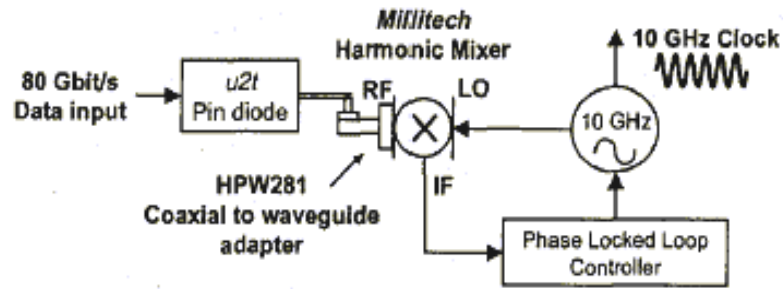 Millitech
Harmonic Mixer
10 GHz Clock
80 Gbit/s
Data input
u2t
Pin diode
RF
LO
10 GHz
HPW281
Coaxial to waveguide
adapter
IF
Phase Locked Loop
Controller